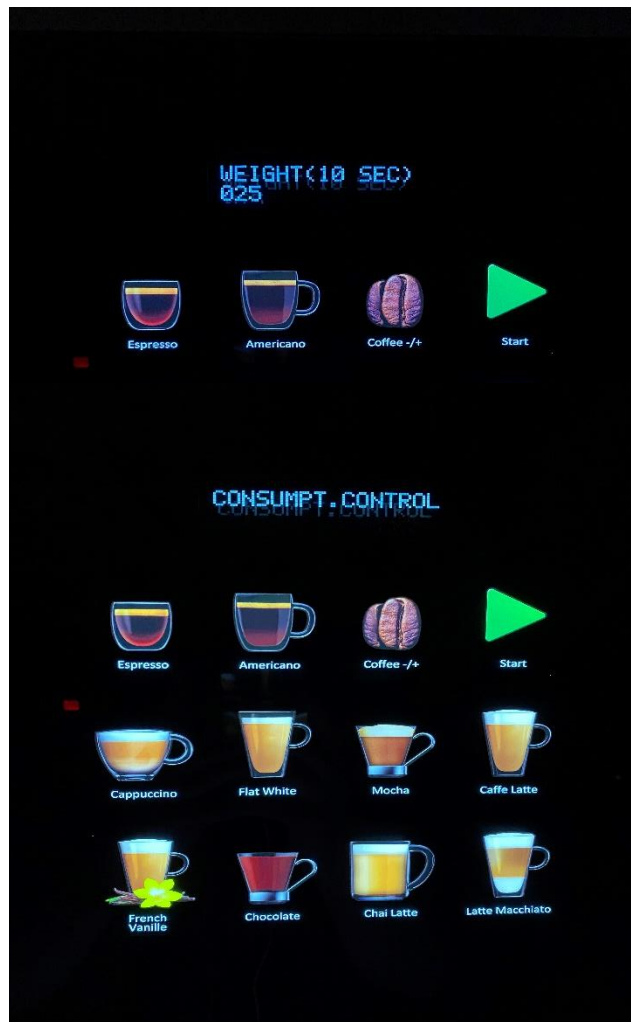 WEIGHT(10 SEC)
025
Espresso
Americano
Coffee -/+
Start
CONSUMPT.CONTROL
Espresso
Americano
Coffee -/+
Start
Cappuccino
Flat White
Mocha
Caffe Latte
French
Vanille
Chocolate
Chai Latte
Latte Macchiato